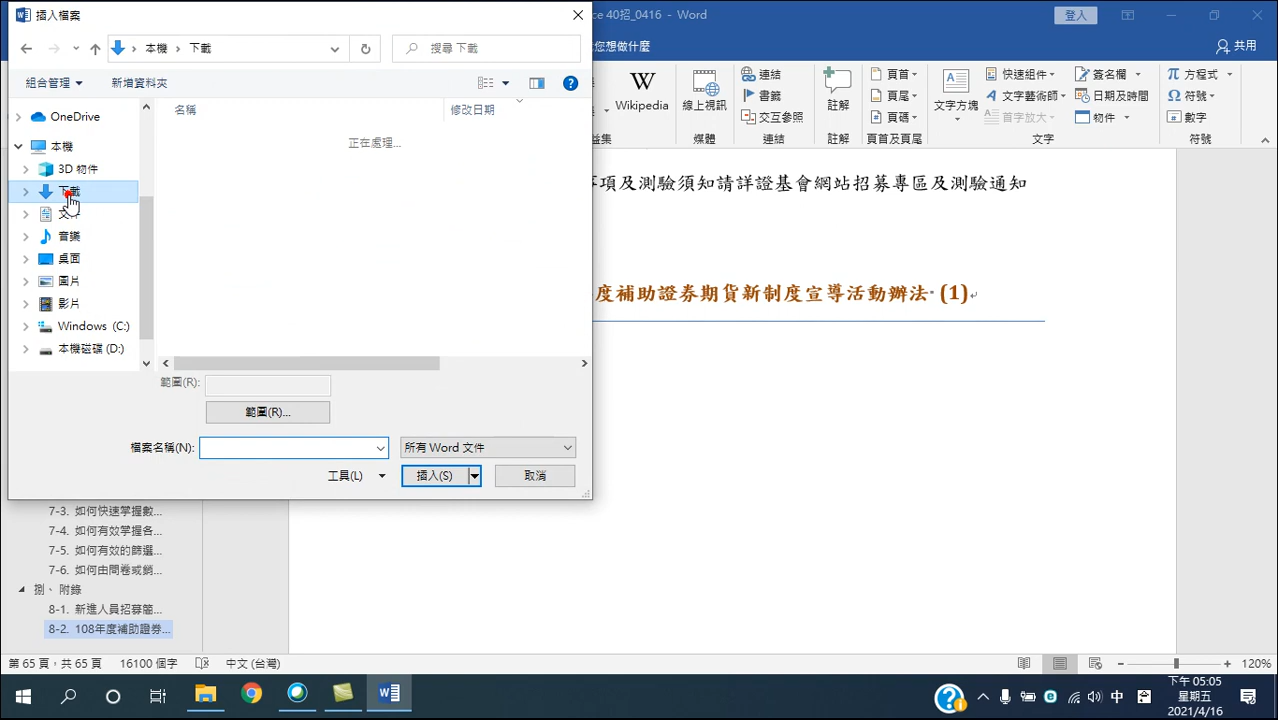 插入檔案
ice 40招_0416 - Word
登入
本機 › 下載
搜尋 下載
您想做什麼
共用
組合管理
新增資料夾
OneDrive
本機
3D 物件
下載
文件
音樂
桌面
圖片
影片
Windows (C:)
本機磁碟 (D:)
名稱
修改日期
正在處理...
範圍(R):
範圍(R)...
檔案名稱(N):
所有 Word 文件
工具(L)
插入(S)
取消
Wikipedia
線上視訊
媒體
連結
書籤
交互參照
連結
註解
註解
頁首
頁尾
頁碼
頁首及頁尾
文字方塊
快速組件
文字藝術師
首字放大
簽名欄
日期及時間
物件
文字
方程式
符號
數字
符號
事項及測驗須知請詳證基會網站招募專區及測驗通知
度補助證券期貨新制度宣導活動辦法 (1)
7-3. 如何快速掌握數...
7-4. 如何有效掌握各...
7-5. 如何有效的篩選...
7-6. 如何由問卷或銷...
捌、 附錄
8-1. 新進人員招募簡...
8-2. 108年度補助證券...
第 65 頁，共 65 頁
16100 個字
中文 (台灣)
120%
中
下午 05:05
星期五
2021/4/16